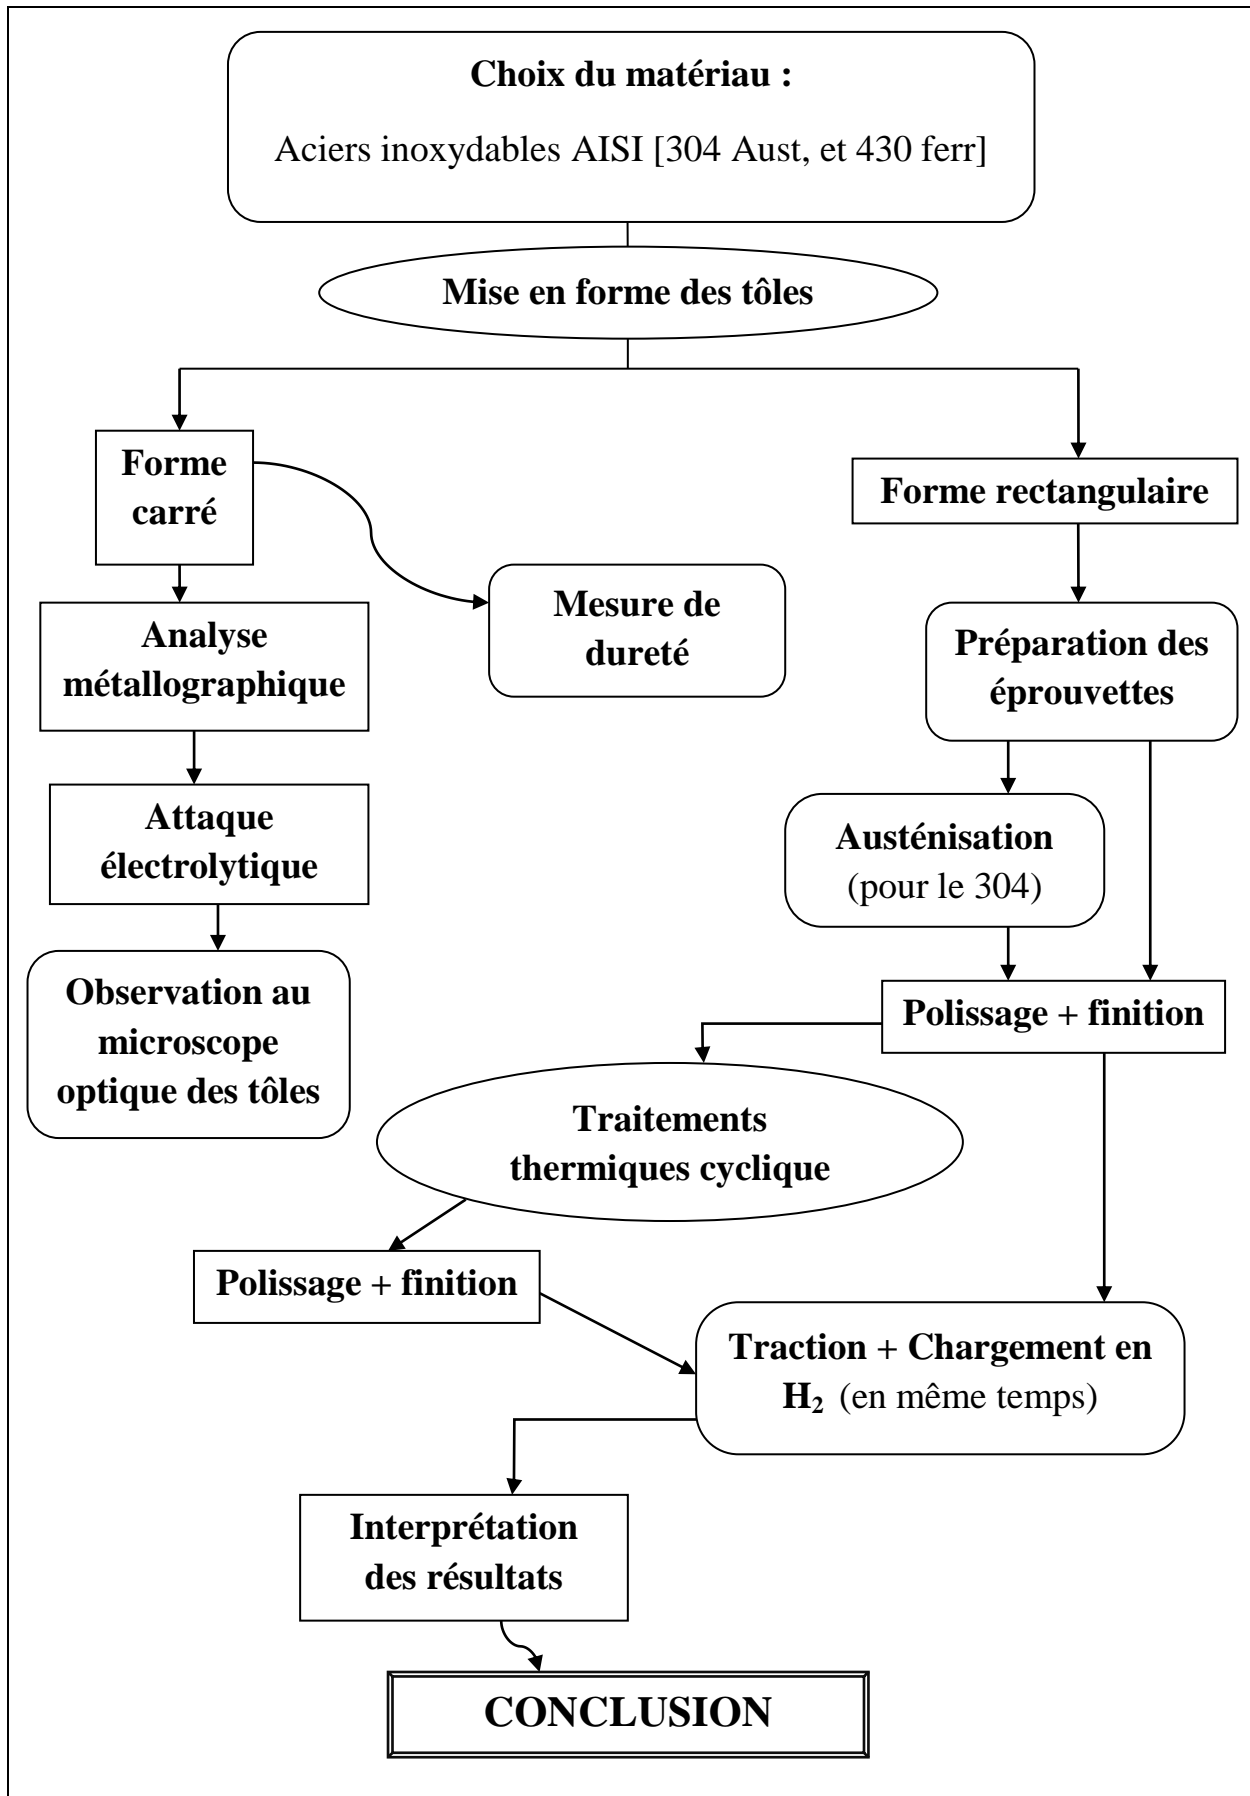 Choix du matériau :
Aciers inoxydables AISI [304 Aust, et 430 ferr]
Mise en forme des tôles
Forme
carré
Forme rectangulaire
Mesure de
dureté
Analyse
métallographique
Préparation des
éprouvettes
Attaque
électrolytique
Austénisation
(pour le 304)
Observation au
microscope
optique des tôles
Polissage + finition
Traitements
thermiques cyclique
Polissage + finition
Traction + Chargement en
H₂ (en même temps)
Interprétation
des résultats
CONCLUSION